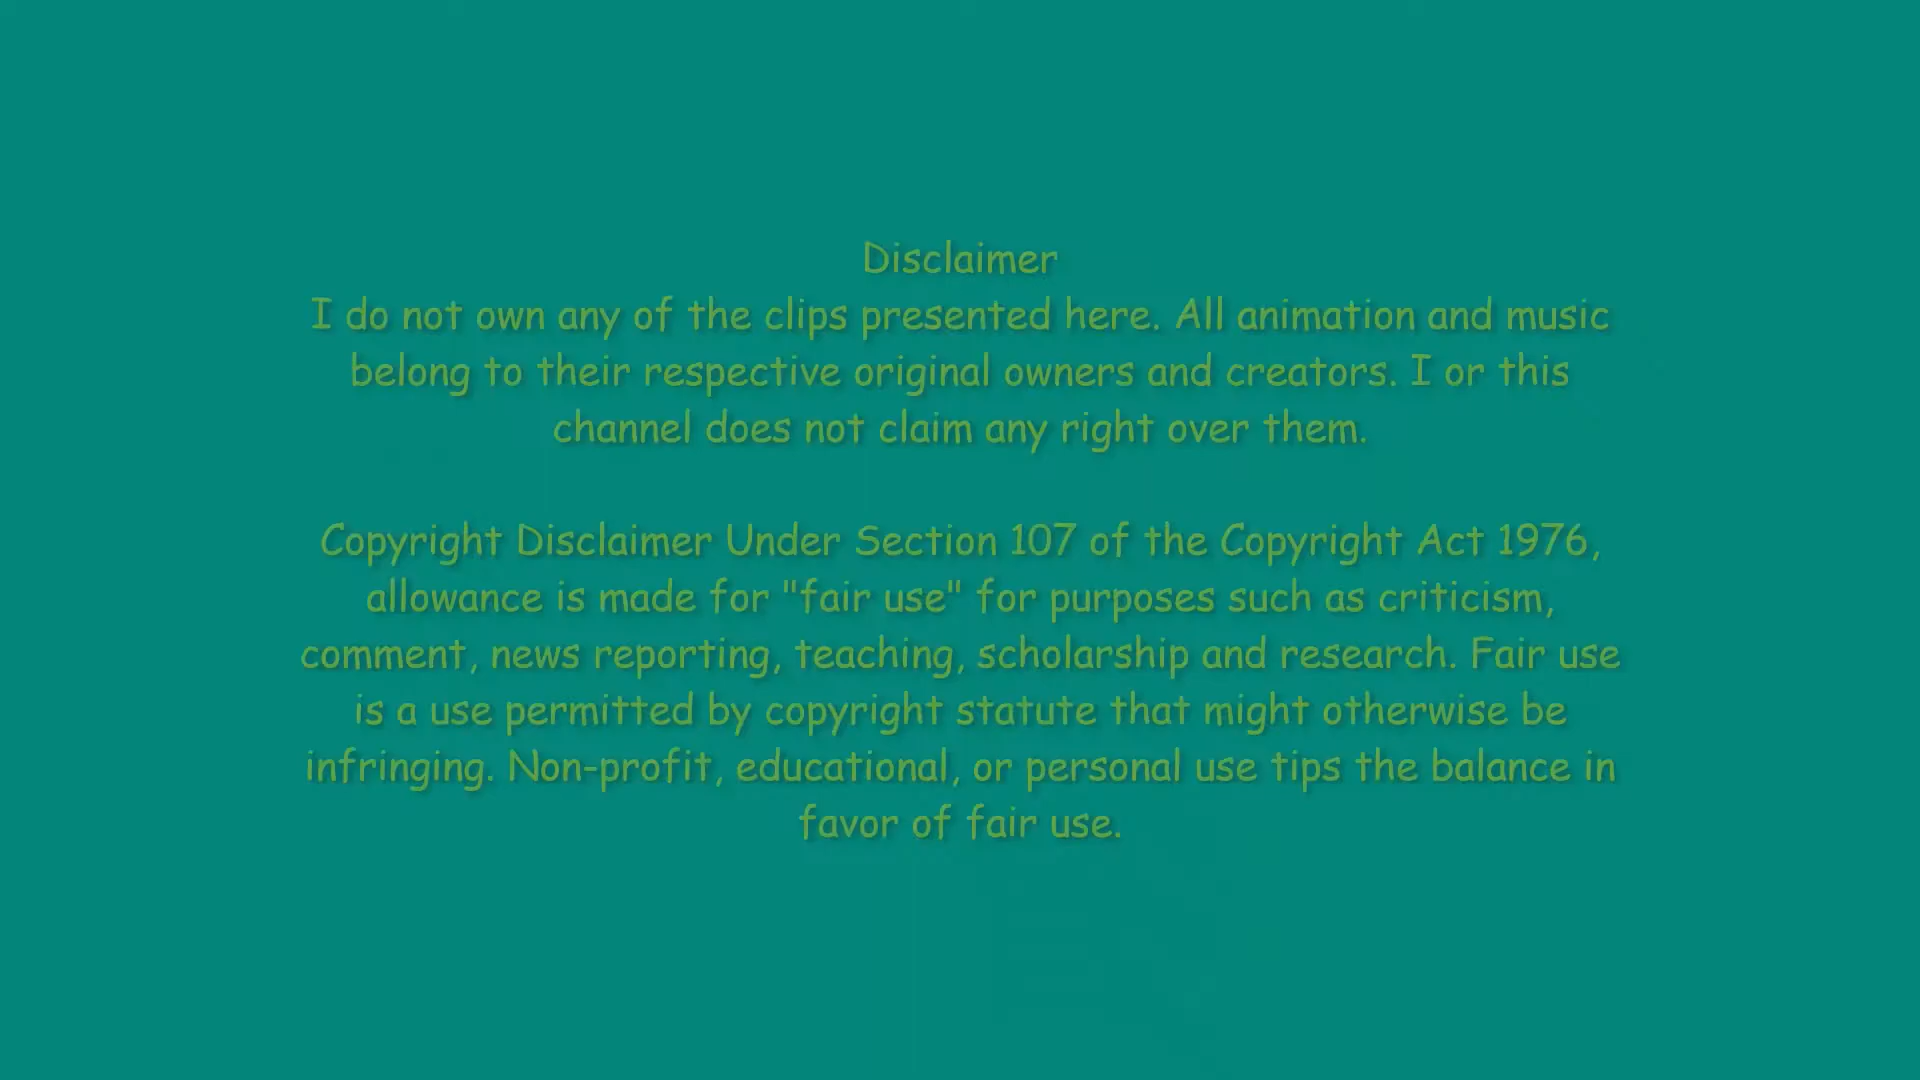 Disclaimer
I do not own any of the clips presented here. All animation and music
belong to their respective original owners and creators. I or this
channel does not claim any right over them.
Copyright Disclaimer Under Section 107 of the Copyright Act 1976,
allowance is made for "fair use" for purposes such as criticism,
comment, news reporting, teaching, scholarship and research. Fair use
is a use permitted by copyright statute that might otherwise be
infringing. Non-profit, educational, or personal use tips the balance in
favor of fair use.